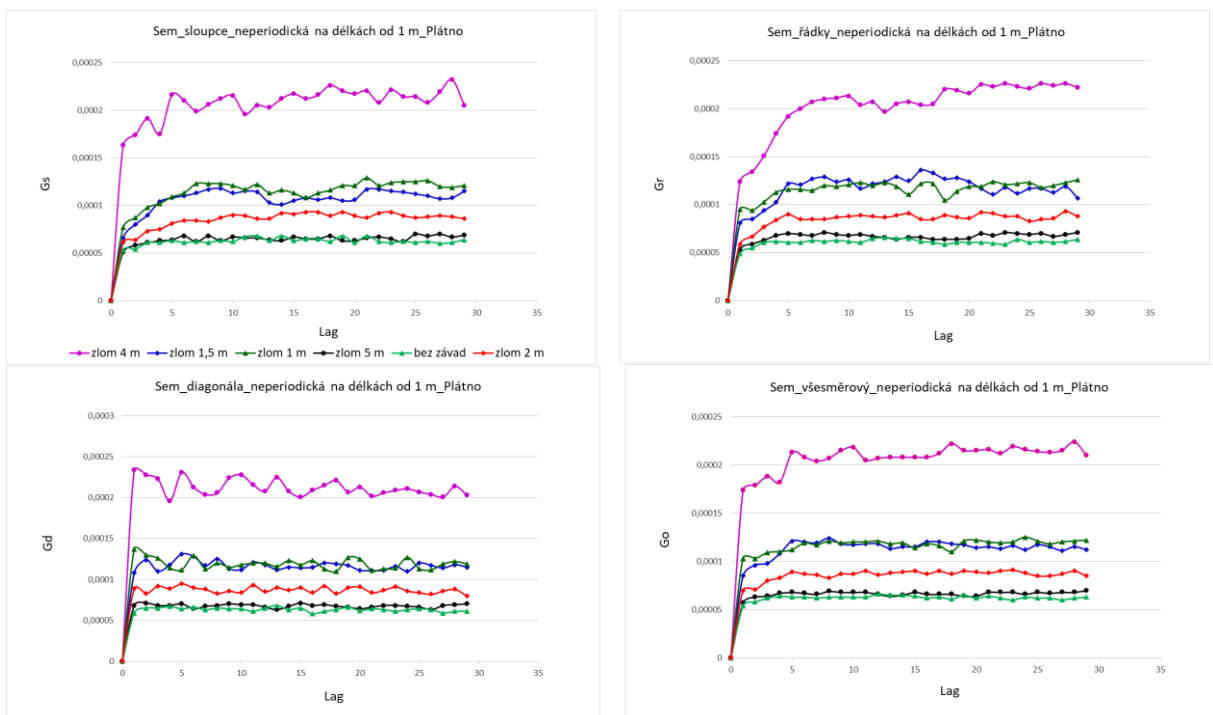 Sem_sloupce_neperiodická na délkách od 1 m_Plátno
0,00025
0,0002
0,00015
0,0001
0,00005
0
Gs
0 5 10 15 20 25 30 35
Lag
zlom 4 m zlom 1,5 m zlom 1 m zlom 5 m bez závad zlom 2 m
Sem_řádky_neperiodická na délkách od 1 m_Plátno
0,00025
0,0002
0,00015
0,0001
0,00005
0
Gr
0 5 10 15 20 25 30 35
Lag
Sem_diagonála_neperiodická na délkách od 1 m_Plátno
0,0003
0,00025
0,0002
0,00015
0,0001
0,00005
0
Gd
0 5 10 15 20 25 30 35
Lag
Sem_všesměrový_neperiodická na délkách od 1 m_Plátno
0,00025
0,0002
0,00015
0,0001
0,00005
0
Go
0 5 10 15 20 25 30 35
Lag